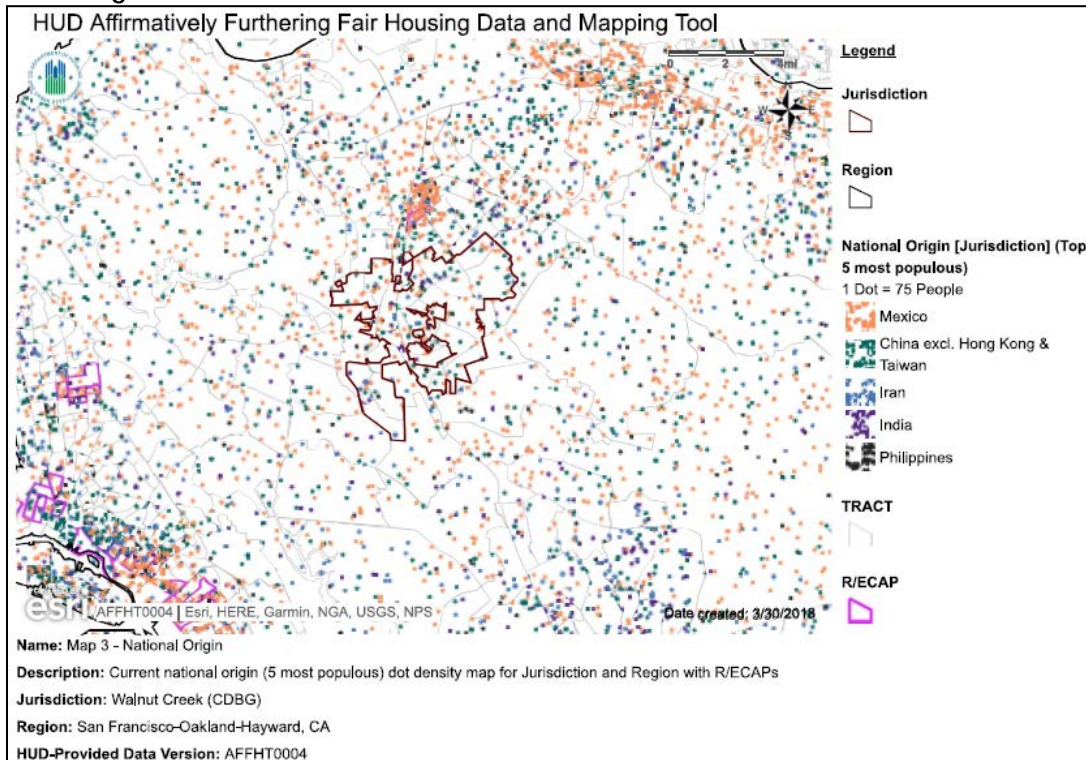 HUD Affirmatively Furthering Fair Housing Data and Mapping Tool
0 2 4mi
W
E
S
Legend
Jurisdiction
Region
National Origin [Jurisdiction] (Top
5 most populous)
1 Dot = 75 People
Mexico
China excl. Hong Kong &
Taiwan
Iran
India
Philippines
TRACT
R/ECAP
esri AFFHT0004 | Esri, HERE, Garmin, NGA, USGS, NPS
Date created: 3/30/2018
Name: Map 3 - National Origin
Description: Current national origin (5 most populous) dot density map for Jurisdiction and Region with R/ECAPs
Jurisdiction: Walnut Creek (CDBG)
Region: San Francisco-Oakland-Hayward, CA
HUD-Provided Data Version: AFFHT0004